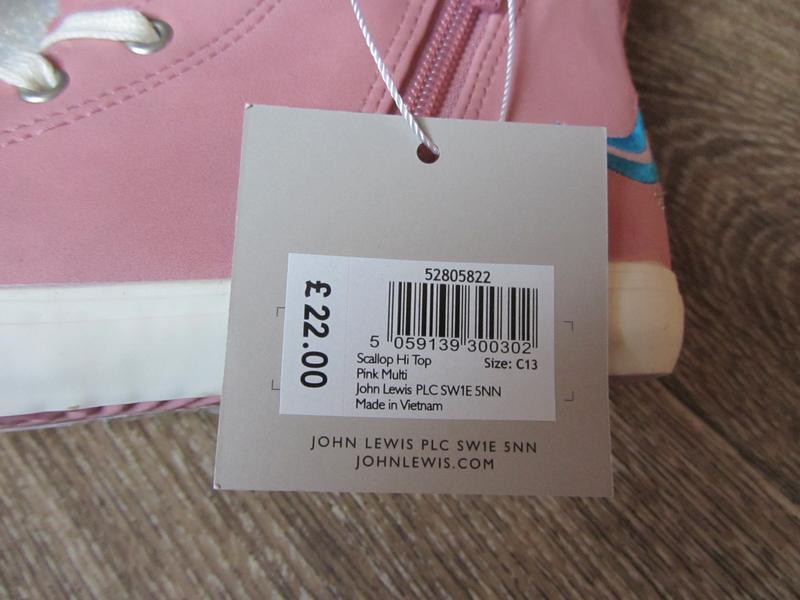 £22.00
52805822
5 059139 300302
Scallop Hi Top Size: C13
Pink Multi
John Lewis PLC SW1E 5NN
Made in Vietnam
JOHN LEWIS PLC SW1E 5NN
JOHNLEWIS.COM